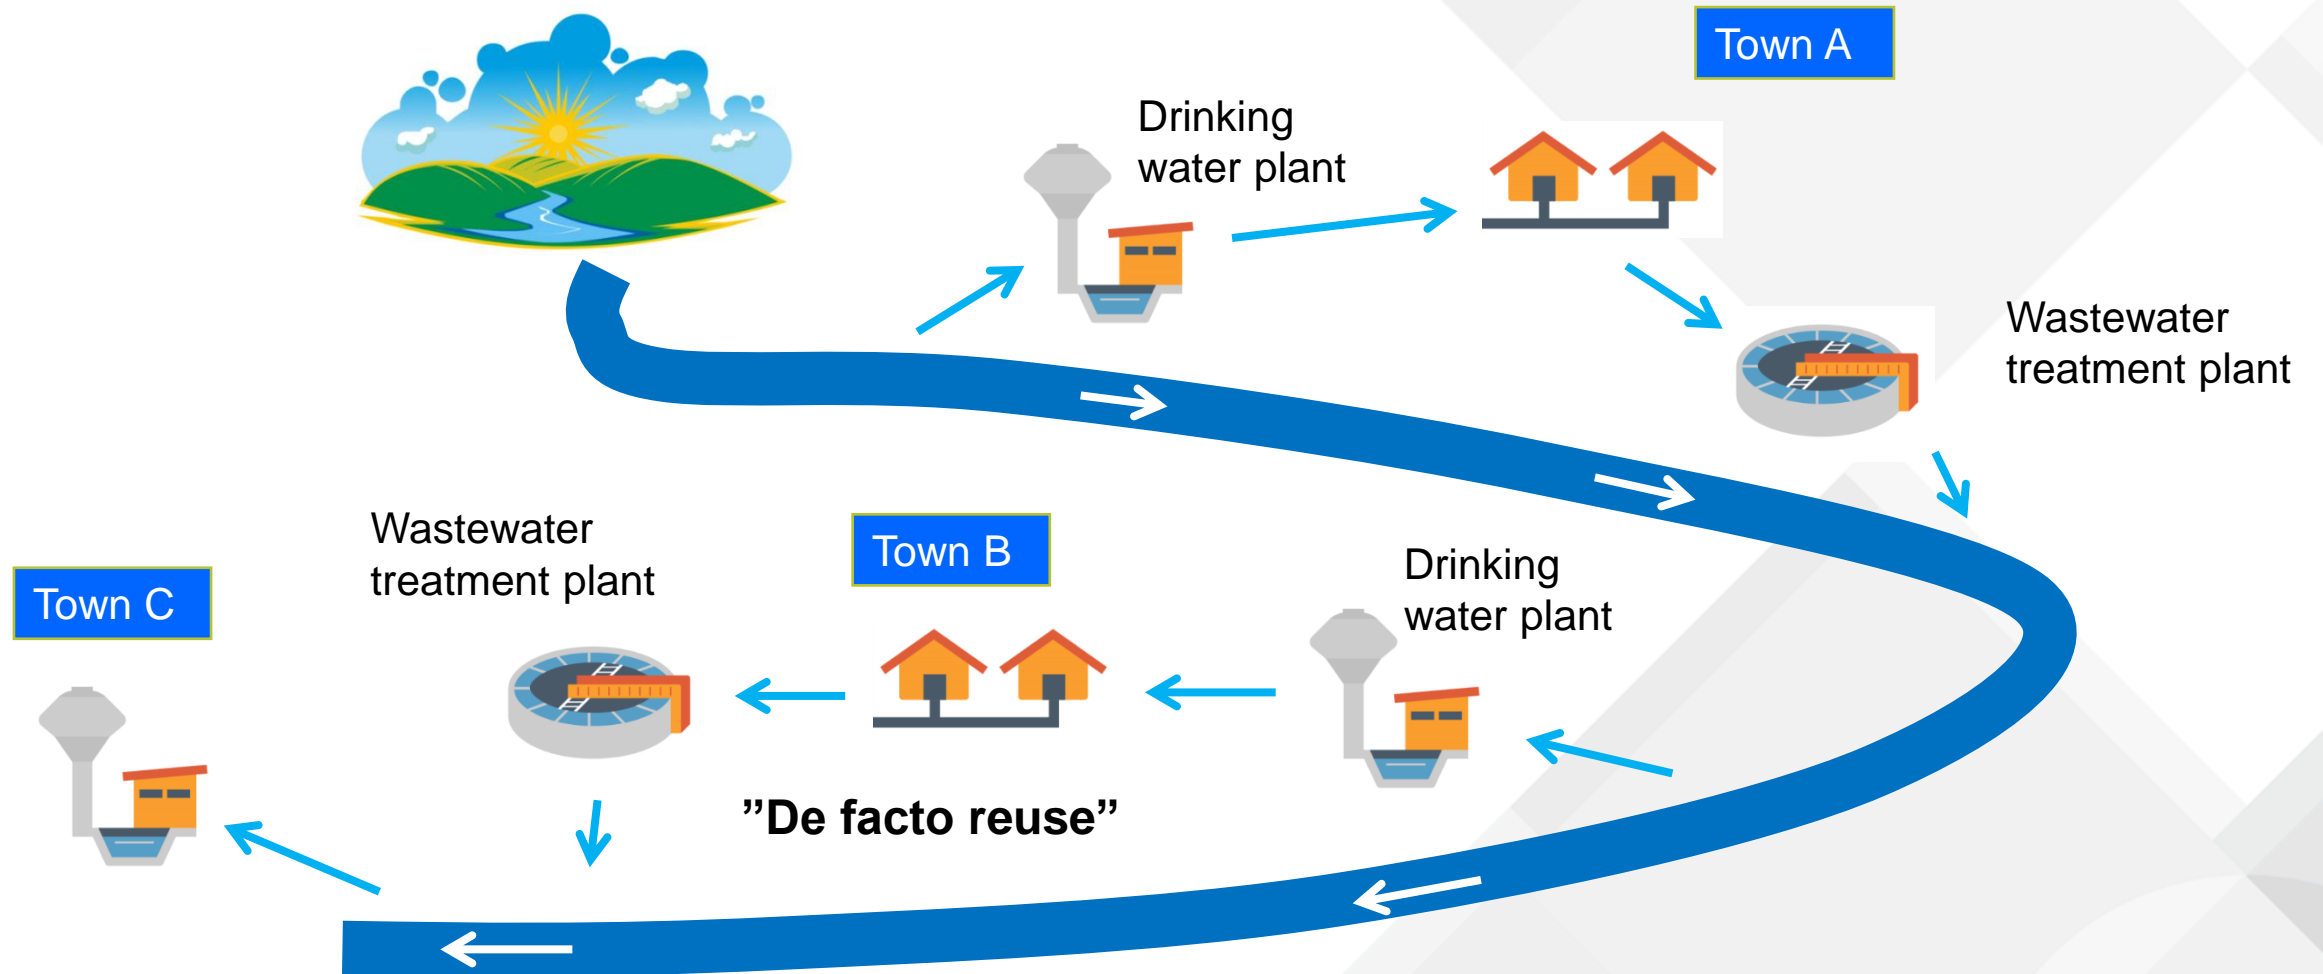 Town A
Drinking
water plant
Wastewater
treatment plant
Wastewater
treatment plant
Town B
Drinking
water plant
Town C
”De facto reuse”